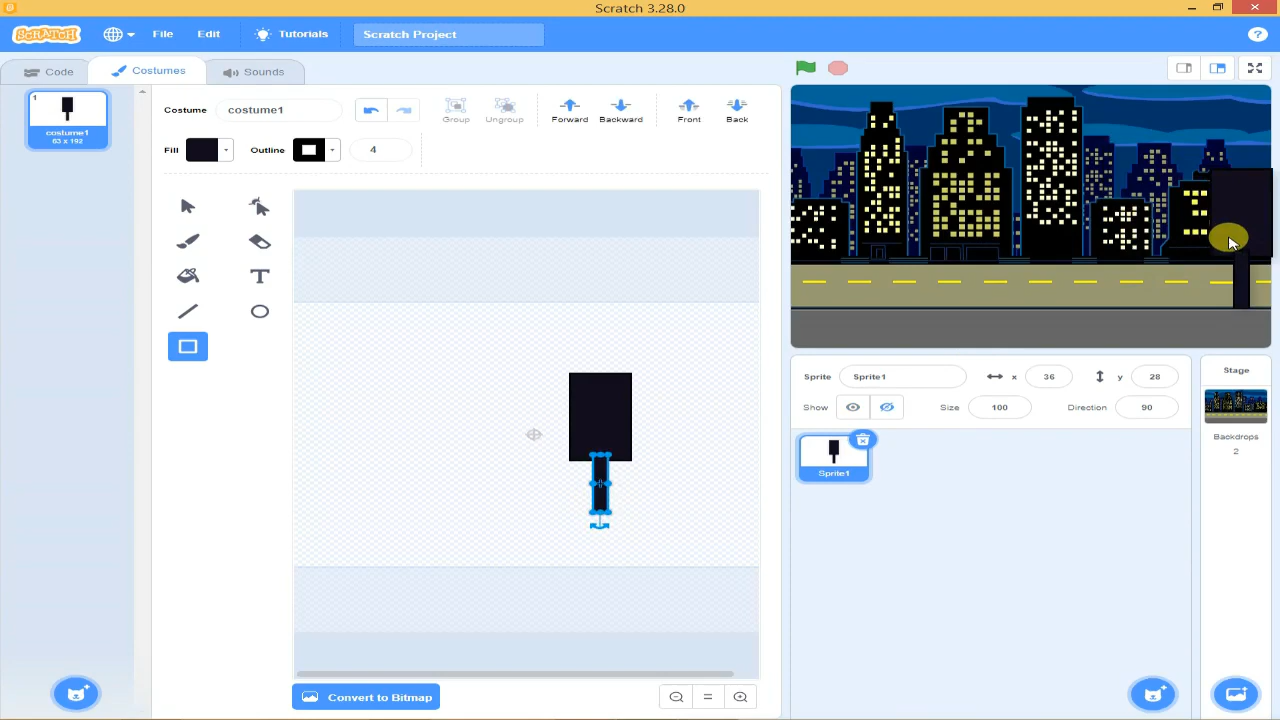 Scratch 3.28.0
SCRATCH File Edit Tutorials Scratch Project ?
Code Costumes Sounds
1
costume1
63 x 192
Costume costume1 Group Ungroup Forward Backward Front Back
Fill Outline 4
T
Convert to Bitmap
Sprite Sprite1 x 36 y 28
Show Size 100 Direction 90
Sprite1
Stage
Backdrops
2